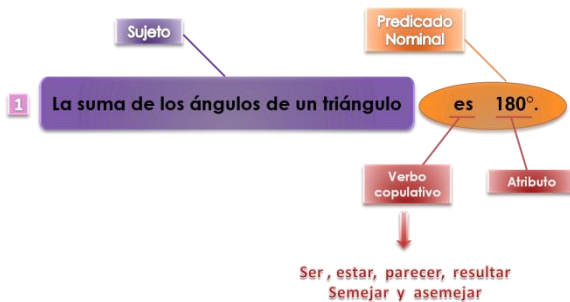 Sujeto
Predicado
Nominal
1 La suma de los ángulos de un triángulo es 180°.
Verbo
copulativo
Atributo
Ser , estar, parecer, resultar
Semejar y asemejar